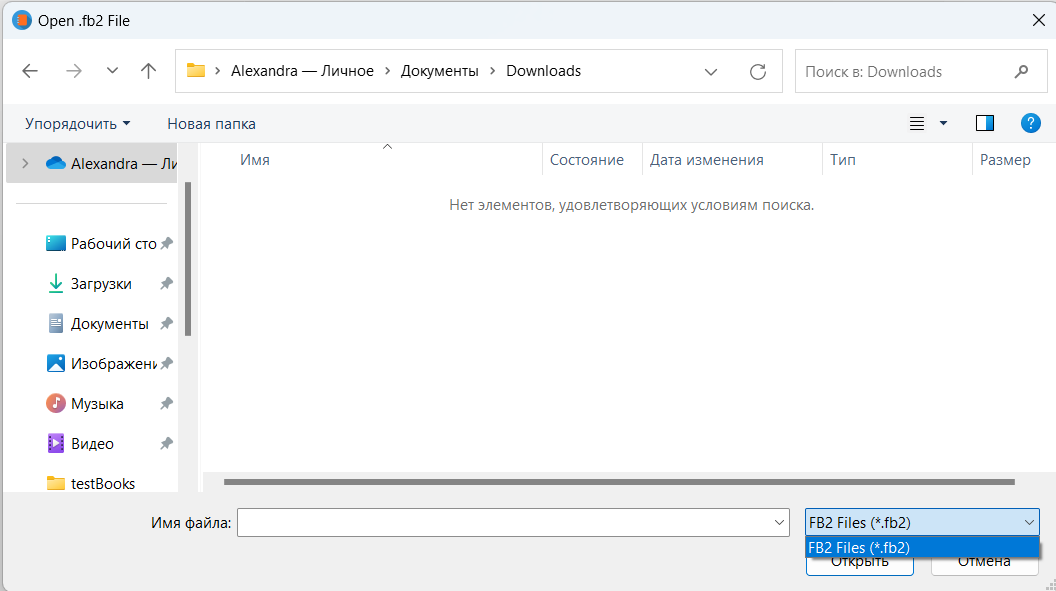 Open .fb2 File
Alexandra — Личное > Документы > Downloads
Поиск в: Downloads
Упорядочить
Новая папка
?
Alexandra — Ли
Имя
Состояние
Дата изменения
Тип
Размер
Нет элементов, удовлетворяющих условиям поиска.
Рабочий сто
Загрузки
Документы
Изображени
Музыка
Видео
testBooks
Имя файла:
FB2 Files (*.fb2)
FB2 Files (*.fb2)
Открыть
Отмена